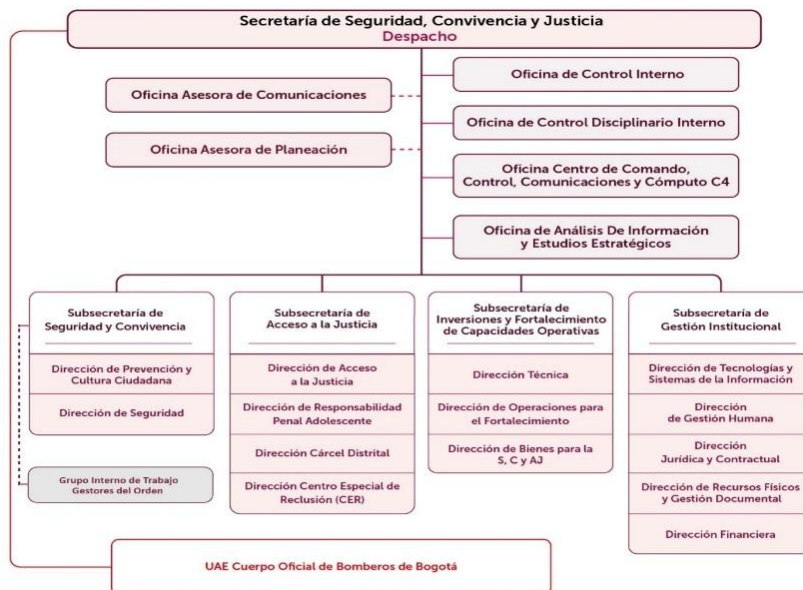 Secretaría de Seguridad, Convivencia y Justicia
Despacho
Oficina de Control Interno
Oficina Asesora de Comunicaciones
Oficina de Control Disciplinario Interno
Oficina Asesora de Planeación
Oficina Centro de Comando,
Control, Comunicaciones y Cómputo C4
Oficina de Análisis De Información
y Estudios Estratégicos
Subsecretaría de
Seguridad y Convivencia
Dirección de Prevención y
Cultura Ciudadana
Dirección de Seguridad
Grupo Interno de Trabajo
Gestores del Orden
Subsecretaría de
Acceso a la Justicia
Dirección de Acceso
a la Justicia
Dirección de Responsabilidad
Penal Adolescente
Dirección Cárcel Distrital
Dirección Centro Especial de
Reclusión (CER)
Subsecretaría de
Inversiones y Fortalecimiento
de Capacidades Operativas
Dirección Técnica
Dirección de Operaciones para
el Fortalecimiento
Dirección de Bienes para la
S, C y AJ
Subsecretaría de
Gestión Institucional
Dirección de Tecnologías y
Sistemas de la Información
Dirección
de Gestión Humana
Dirección
Jurídica y Contractual
Dirección de Recursos Físicos
y Gestión Documental
Dirección Financiera
UAE Cuerpo Oficial de Bomberos de Bogotá